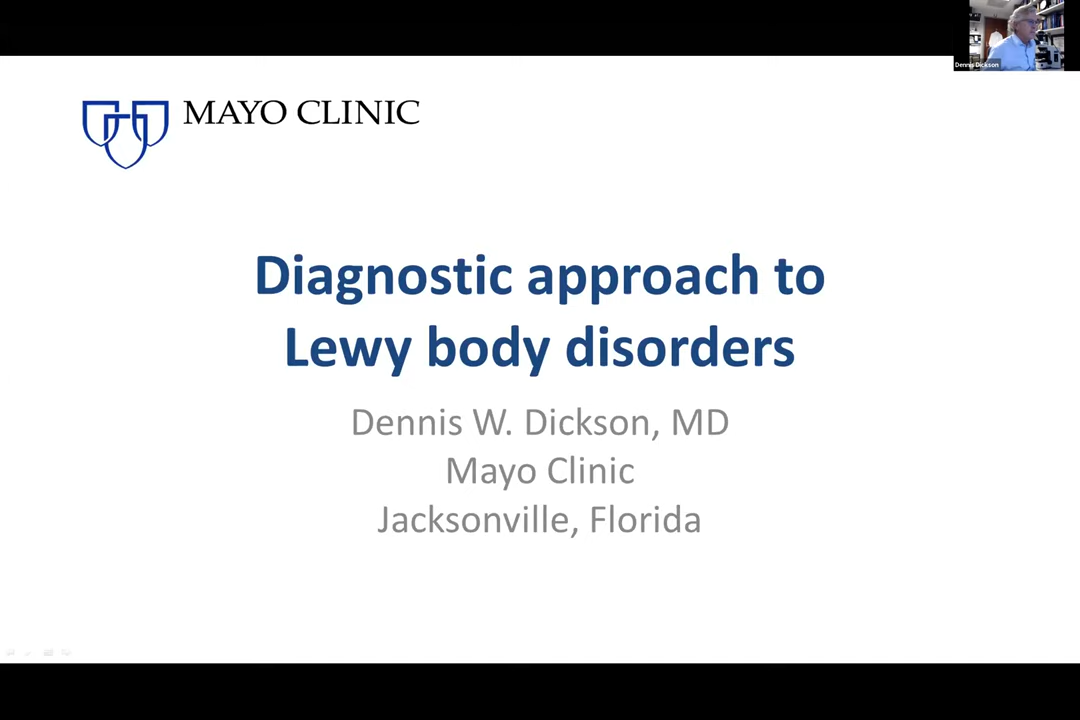 Dennis Dickson
MAYO CLINIC
Diagnostic approach to
Lewy body disorders
Dennis W. Dickson, MD
Mayo Clinic
Jacksonville, Florida